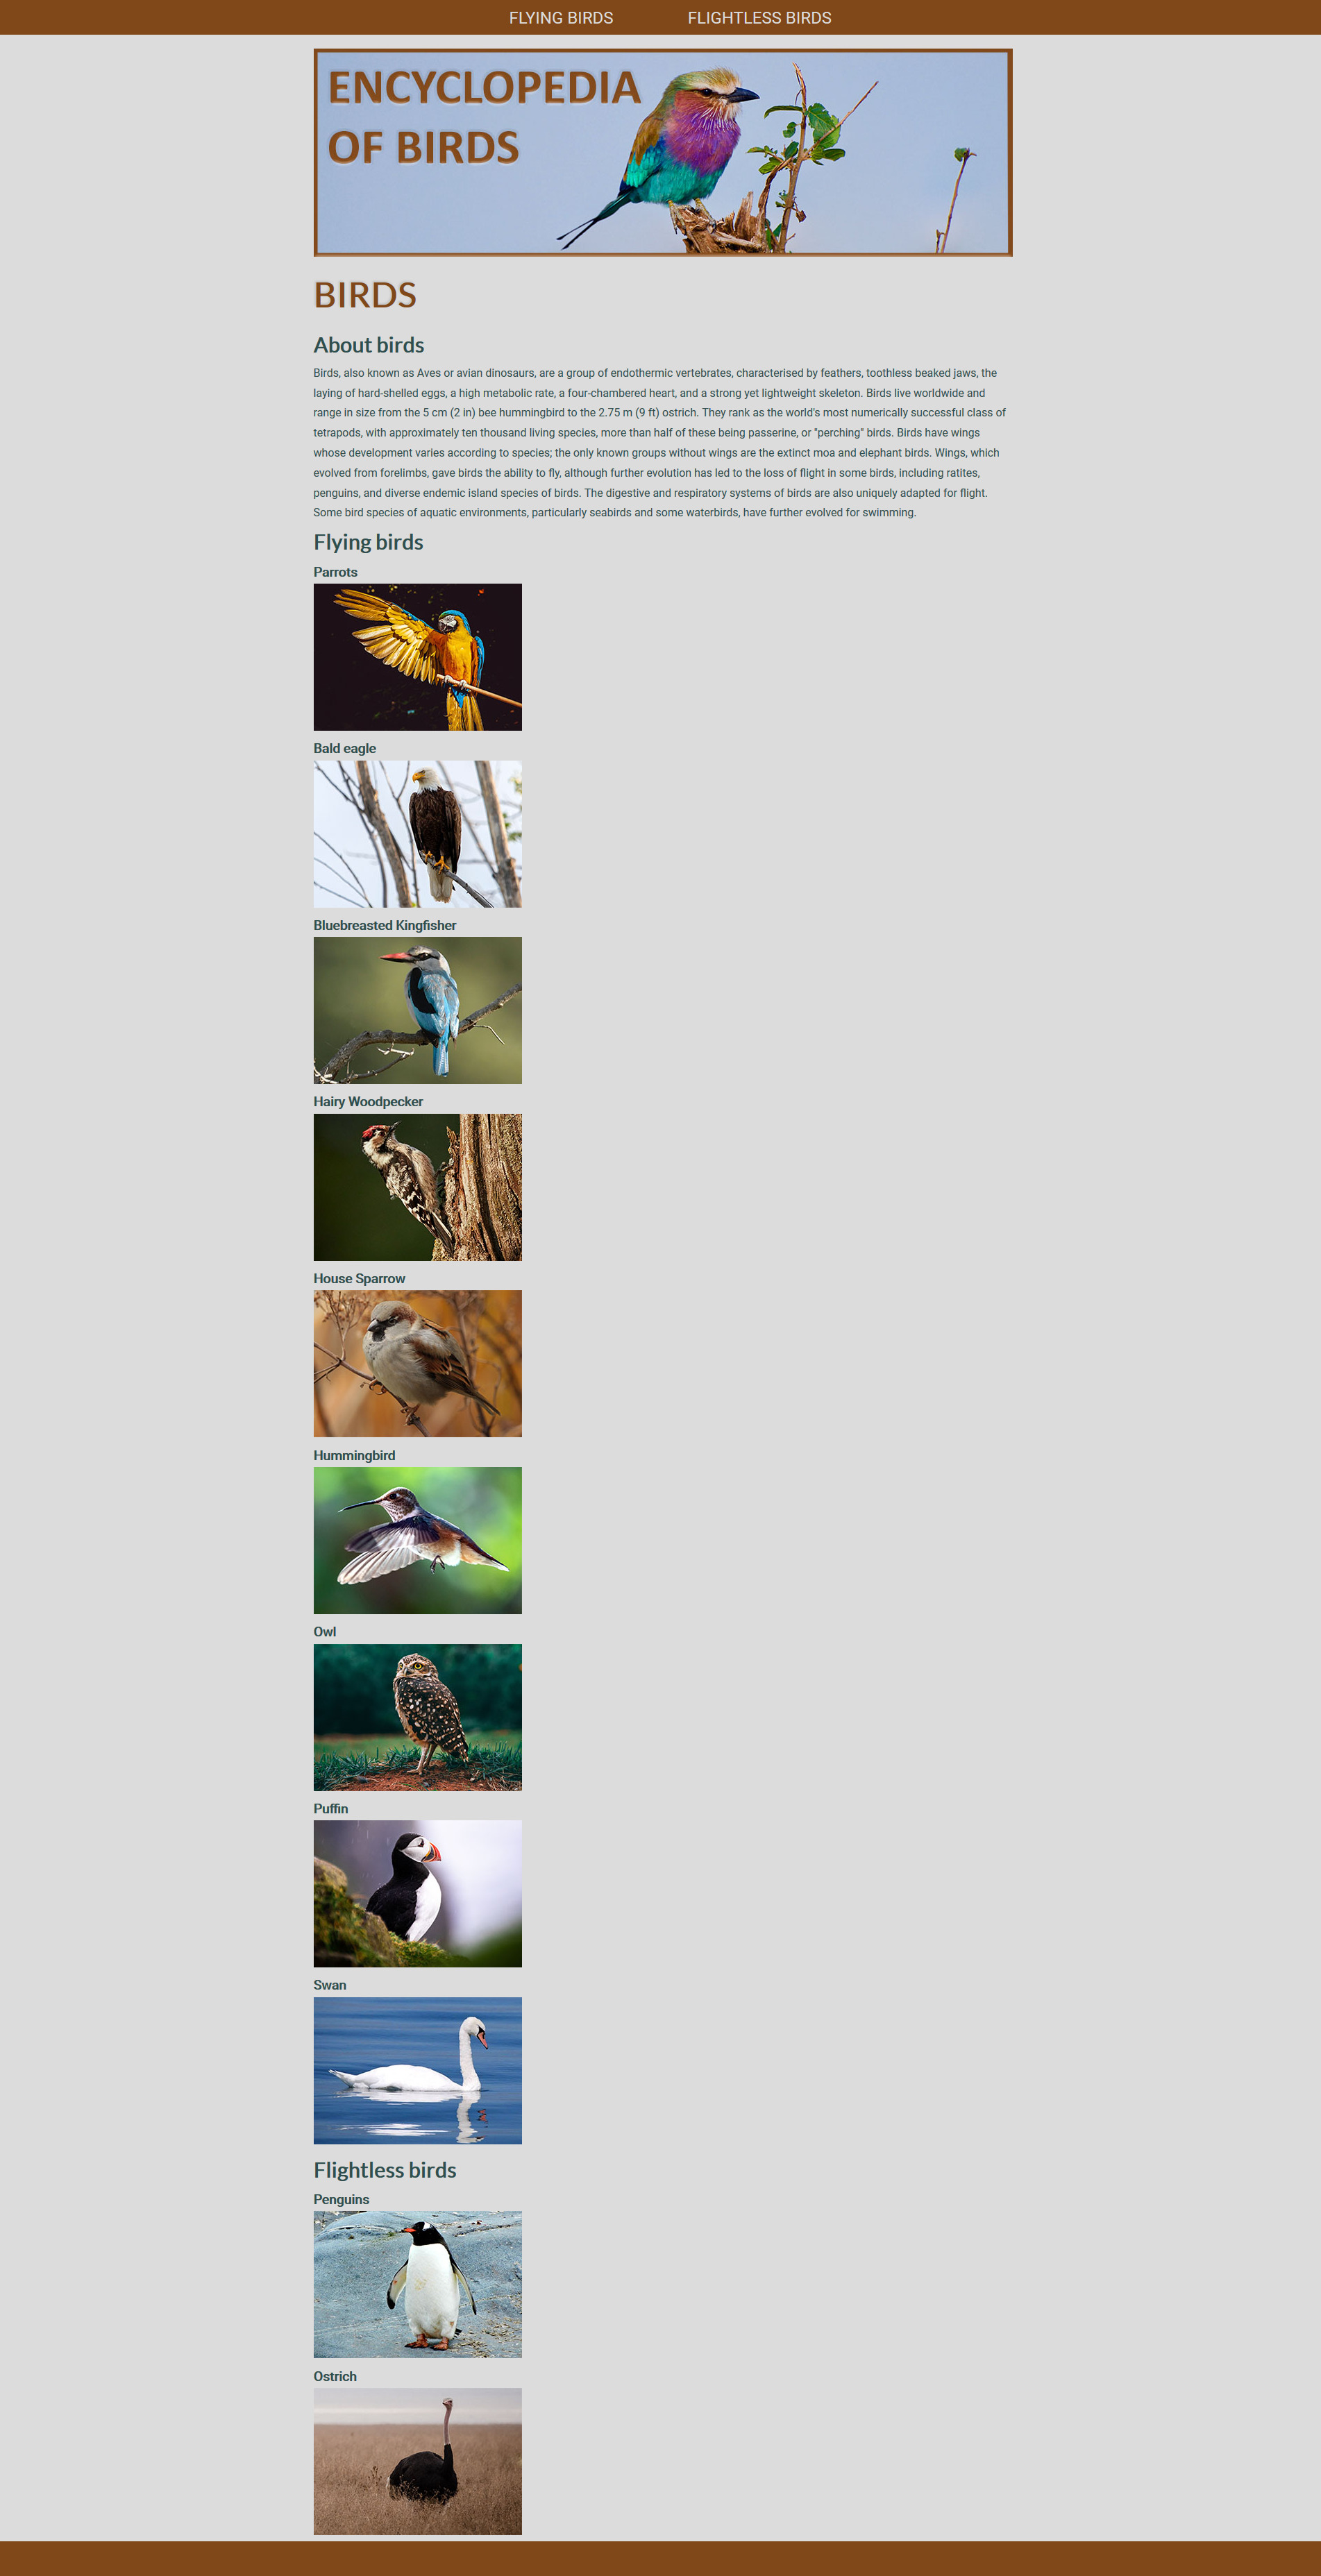 FLYING BIRDS FLIGHTLESS BIRDS
ENCYCLOPEDIA
OF BIRDS
BIRDS
About birds
Birds, also known as Aves or avian dinosaurs, are a group of endothermic vertebrates, characterised by feathers, toothless beaked jaws, the
laying of hard-shelled eggs, a high metabolic rate, a four-chambered heart, and a strong yet lightweight skeleton. Birds live worldwide and
range in size from the 5 cm (2 in) bee hummingbird to the 2.75 m (9 ft) ostrich. They rank as the world's most numerically successful class of
tetrapods, with approximately ten thousand living species, more than half of these being passerine, or "perching" birds. Birds have wings
whose development varies according to species; the only known groups without wings are the extinct moa and elephant birds. Wings, which
evolved from forelimbs, gave birds the ability to fly, although further evolution has led to the loss of flight in some birds, including ratites,
penguins, and diverse endemic island species of birds. The digestive and respiratory systems of birds are also uniquely adapted for flight.
Some bird species of aquatic environments, particularly seabirds and some waterbirds, have further evolved for swimming.
Flying birds
Parrots
Bald eagle
Bluebreasted Kingfisher
Hairy Woodpecker
House Sparrow
Hummingbird
Owl
Puffin
Swan
Flightless birds
Penguins
Ostrich